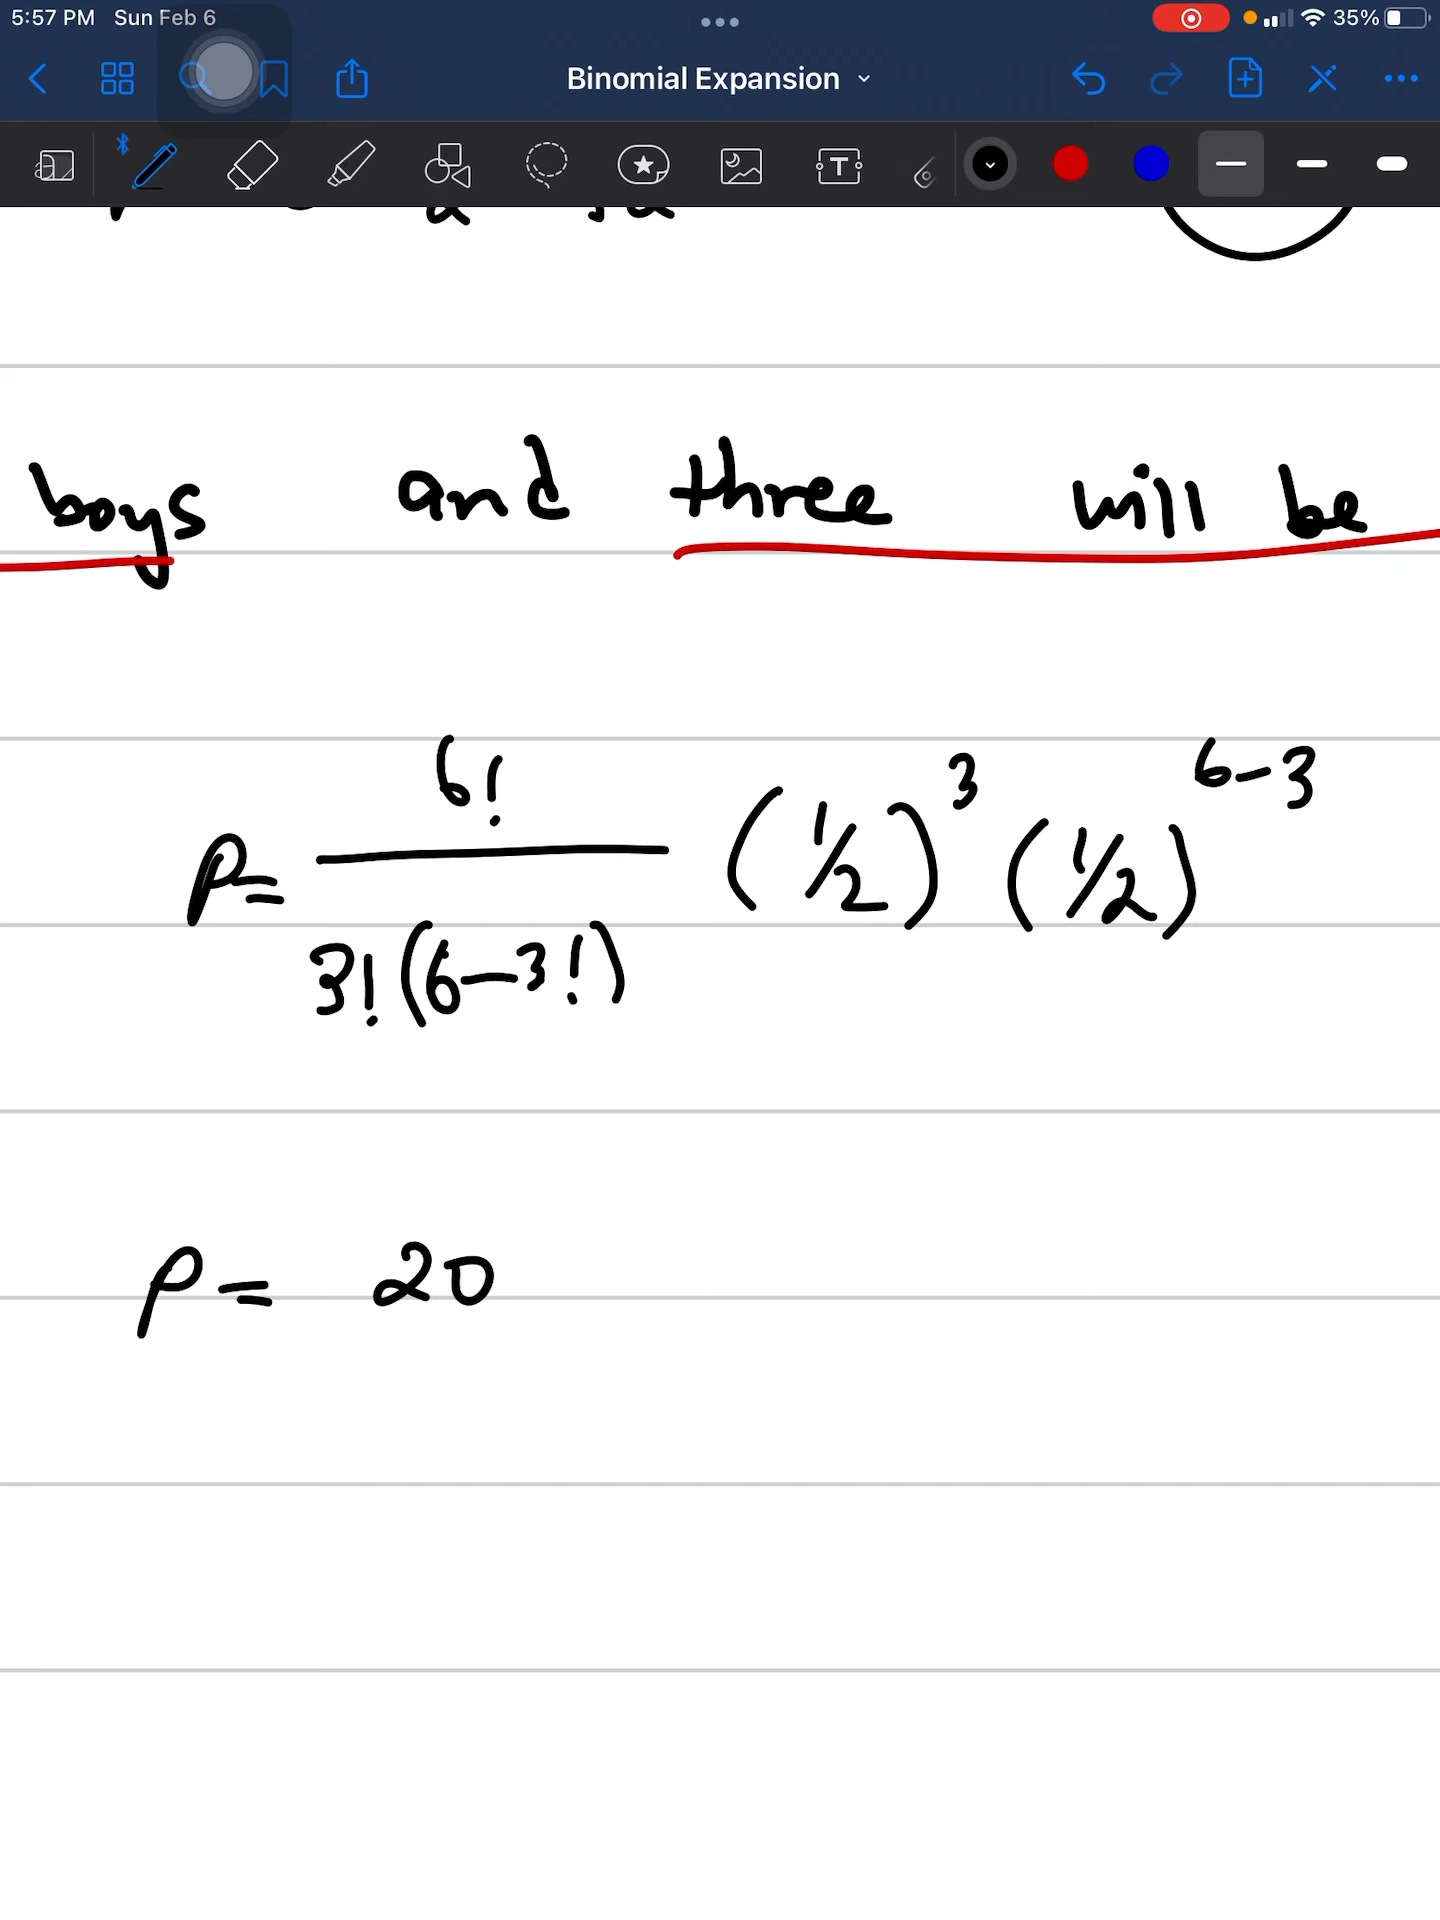 5:57 PM Sun Feb 6 35%
Binomial Expansion
boys and three will be
P= 6! (1/2)^3 (1/2)^6-3
3!(6-3!)
P= 20